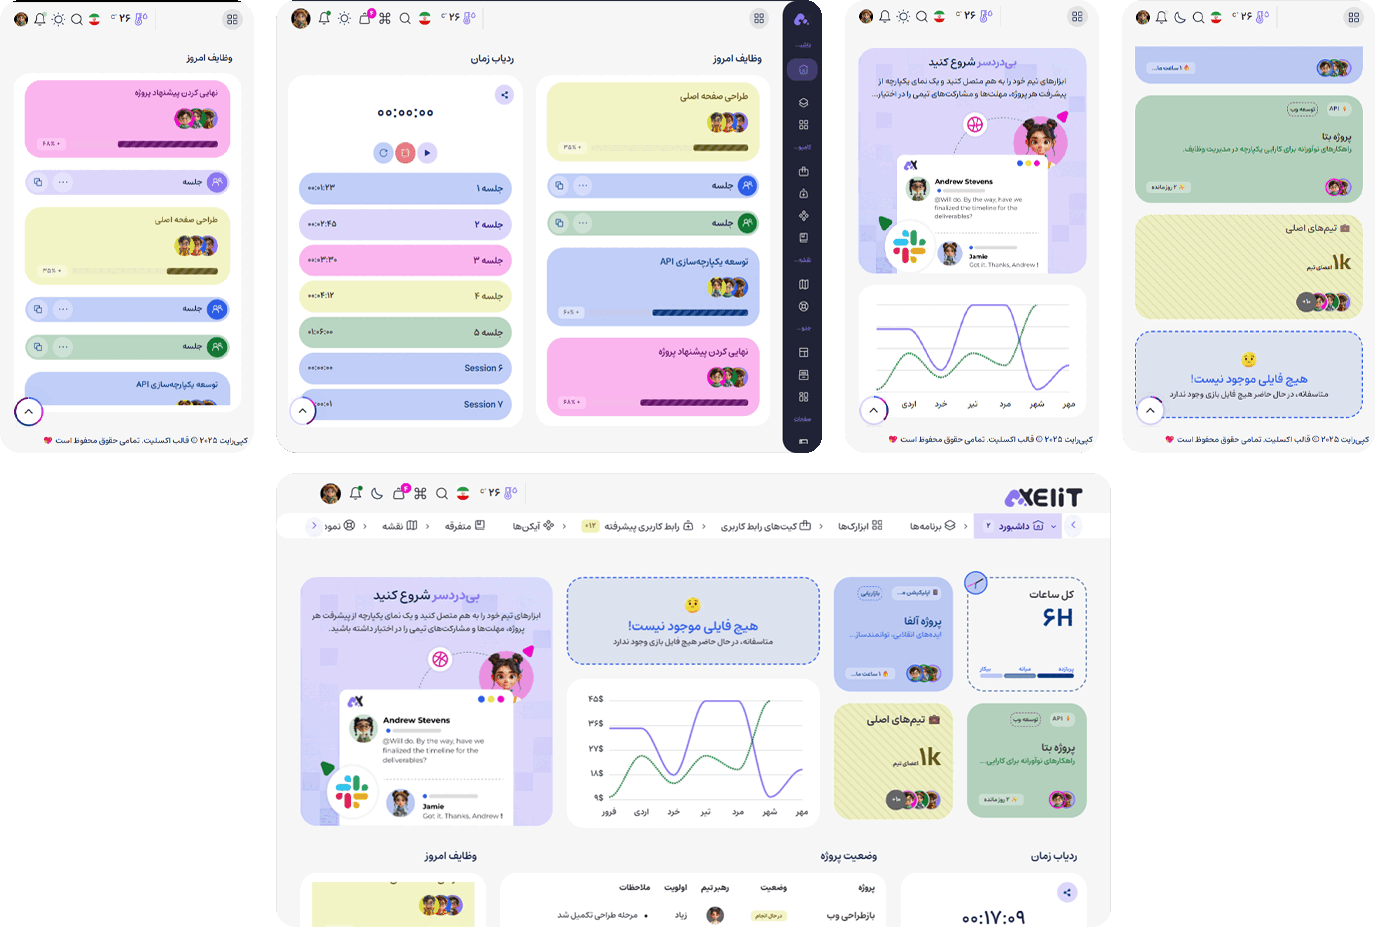 ۲۶ °C
وظایف امروز
نهایی کردن پیشنهاد پروژه
۶۸% +
جلسه
طراحی صفحه اصلی
۳۵% +
جلسه
جلسه
توسعه یکپارچه‌سازی API
کپی‌رایت ۲۰۲۵ © قالب اکسلیت. تمامی حقوق محفوظ است 💖
۲۶ °C
۴
وظایف امروز
طراحی صفحه اصلی
۳۵% +
جلسه
جلسه
توسعه یکپارچه‌سازی API
۶۰% +
نهایی کردن پیشنهاد پروژه
۶۸% +
ردیاب زمان
۰۰:۰۰:۰۰
جلسه ۱
۰۰:۰۱:۲۳
جلسه ۲
۰۰:۰۲:۴۵
جلسه ۳
۰۰:۰۳:۳۰
جلسه ۴
۰۰:۰۴:۱۲
جلسه ۵
۰۱:۰۶:۰۰
Session ۶
۰۰:۰۰:۰۰
Session ۷
:۰۰:۰۱
صفحات
۲۶ °C
بی‌دردسر شروع کنید
ابزارهای تیم خود را به هم متصل کنید و یک نمای یکپارچه از
پیشرفت هر پروژه، مهلت‌ها و مشارکت‌های تیمی را در اختیار...
AX
Andrew Stevens
@Will do. By the way, have we
finalized the timeline for the
deliverables?
Jamie
Got it. Thanks, Andrew !
مهر
شهر
مرد
تیر
خرد
اردی
کپی‌رایت ۲۰۲۵ © قالب اکسلیت. تمامی حقوق محفوظ است 💖
۲۶ °C
🔥 ۱ ساعت ما...
API
توسعه وب
پروژه بتا
راهکارهای نوآورانه برای کارایی یکپارچه در مدیریت وظایف.
✨ ۲ روز مانده
💼 تیم‌های اصلی
۱k اعضای تیم
+۱۰
هیچ فایلی موجود نیست!
متاسفانه، در حال حاضر هیچ فایل بازی وجود ندارد
کپی‌رایت ۲۰۲۵ © قالب اکسلیت. تمامی حقوق محفوظ است 💖
AXELIT
۲۶ °C
۴
داشبورد ۲
برنامه‌ها
ابزارک‌ها
کیت‌های رابط کاربری
رابط کاربری پیشرفته
+۱۲
آیکن‌ها
متفرقه
نقشه
نمود
کل ساعات
۶H
پربازده
میانه
بیکار
اپلیکیشن م...
بازاریابی
پروژه آلفا
ایده‌های انقلابی، توانمندساز...
🔥 ۱ ساعت ما...
API
توسعه وب
پروژه بتا
راهکارهای نوآورانه برای کارایی...
✨ ۲ روز مانده
💼 تیم‌های اصلی
۱k اعضای تیم
+۱۰
هیچ فایلی موجود نیست!
متاسفانه، در حال حاضر هیچ فایل بازی وجود ندارد
۴۵$
۳۶$
۲۷$
۱۸$
۹$
مهر
شهر
مرد
تیر
خرد
اردی
فرور
بی‌دردسر شروع کنید
ابزارهای تیم خود را به هم متصل کنید و یک نمای یکپارچه از پیشرفت هر
پروژه، مهلت‌ها و مشارکت‌های تیمی را در اختیار داشته باشید.
AX
Andrew Stevens
@Will do. By the way, have we
finalized the timeline for the
deliverables?
Jamie
Got it. Thanks, Andrew !
ردیاب زمان
۰۰:۱۷:۰۹
وضعیت پروژه
پروژه
وضعیت
رهبر تیم
اولویت
ملاحظات
بازطراحی وب
در حال انجام
زیاد
• مرحله طراحی تکمیل شد
وظایف امروز